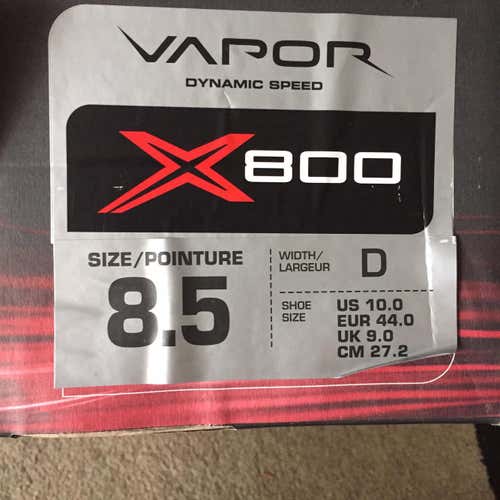 VAPOR
DYNAMIC SPEED
X800
SIZE/POINTURE
8.5
WIDTH/
LARGEUR
D
SHOE
SIZE
US 10.0
EUR 44.0
UK 9.0
CM 27.2